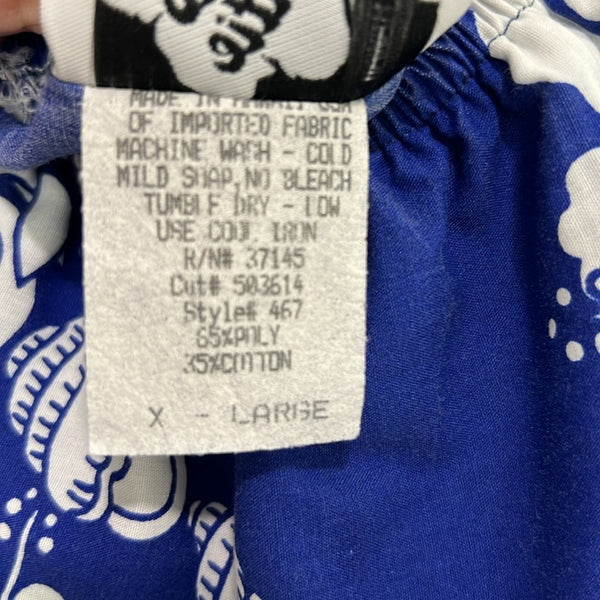 MADE IN HAWAII USA
OF IMPORTED FABRIC
MACHINE WASH - COLD
MILD SOAP,NO BLEACH
TUMBLE DRY - LOW
USE COOL IRON
R/N# 37145
Cut# 503614
Style# 467
65%POLY
35%COTTON
X - LARGE